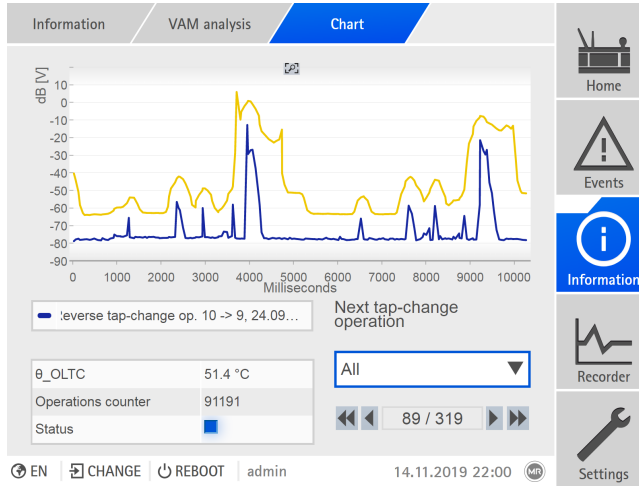 Information
VAM analysis
Chart
Home
Events
Information
Recorder
Settings
dB [V]
10
0
-10
-20
-30
-40
-50
-60
-70
-80
-90
0 1000 2000 3000 4000 5000 6000 7000 8000 9000 10000
Milliseconds
everse tap-change op. 10 -> 9, 24.09...
Next tap-change
operation
All
θ_OLTC 51.4 °C
Operations counter 91191
Status
89 / 319
EN CHANGE REBOOT admin 14.11.2019 22:00 MR